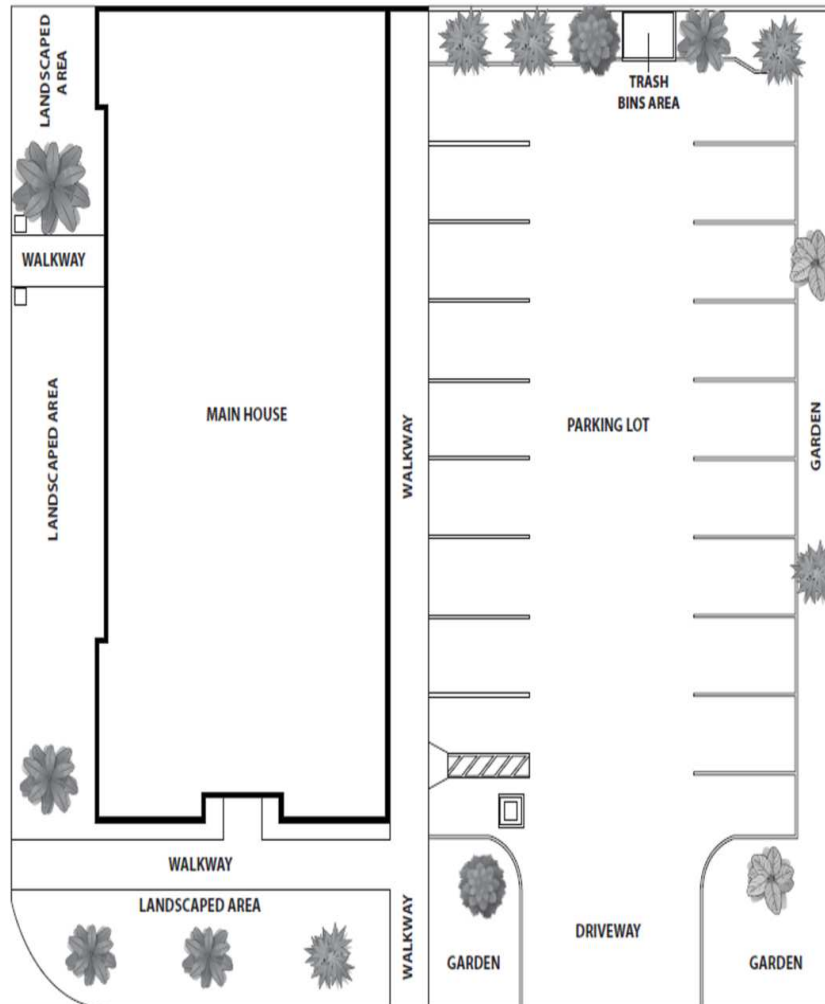 LANDSCAPED
AREA
TRASH
BINS AREA
WALKWAY
LANDSCAPED AREA
MAIN HOUSE
WALKWAY
PARKING LOT
GARDEN
WALKWAY
LANDSCAPED AREA
WALKWAY
GARDEN
DRIVEWAY
GARDEN